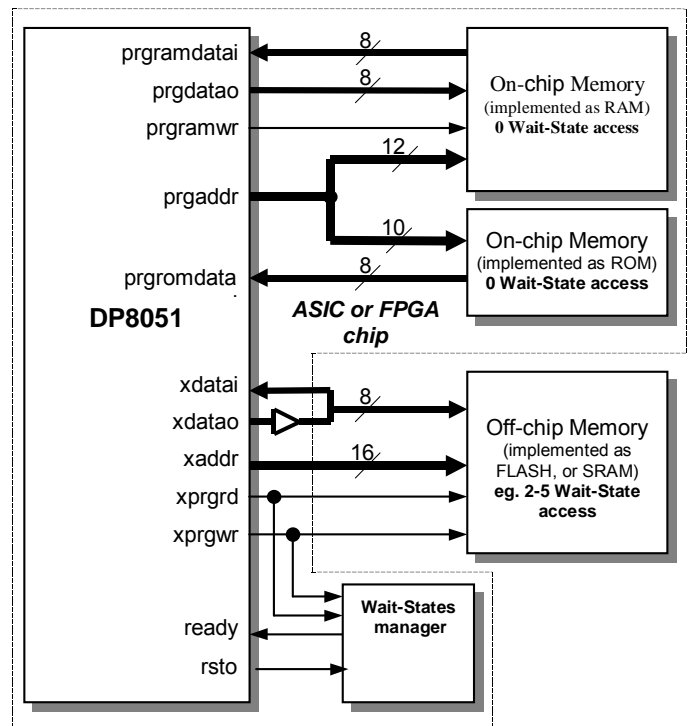 prgramdatai
8
prgdatao
8
prgramwr
On-chip Memory
(implemented as RAM)
0 Wait-State access
12
prgaddr
10
On-chip Memory
(implemented as ROM)
0 Wait-State access
prgromdata
8
DP8051
ASIC or FPGA
chip
xdatai
8
xdatao
xaddr
16
xprgrd
xprgwr
Off-chip Memory
(implemented as
FLASH, or SRAM)
eg. 2-5 Wait-State
access
Wait-States
manager
ready
rsto